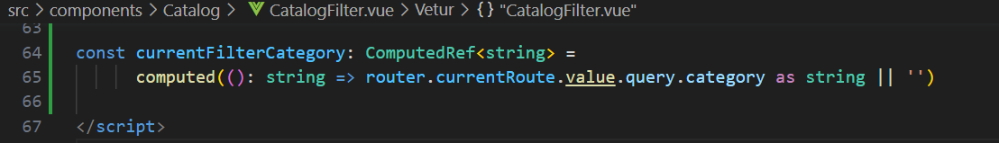 src > components > Catalog > CatalogFilter.vue > Vetur > {} "CatalogFilter.vue"
63
64 const currentFilterCategory: ComputedRef<string> =
65 computed((): string => router.currentRoute.value.query.category as string || '')
66
67 </script>